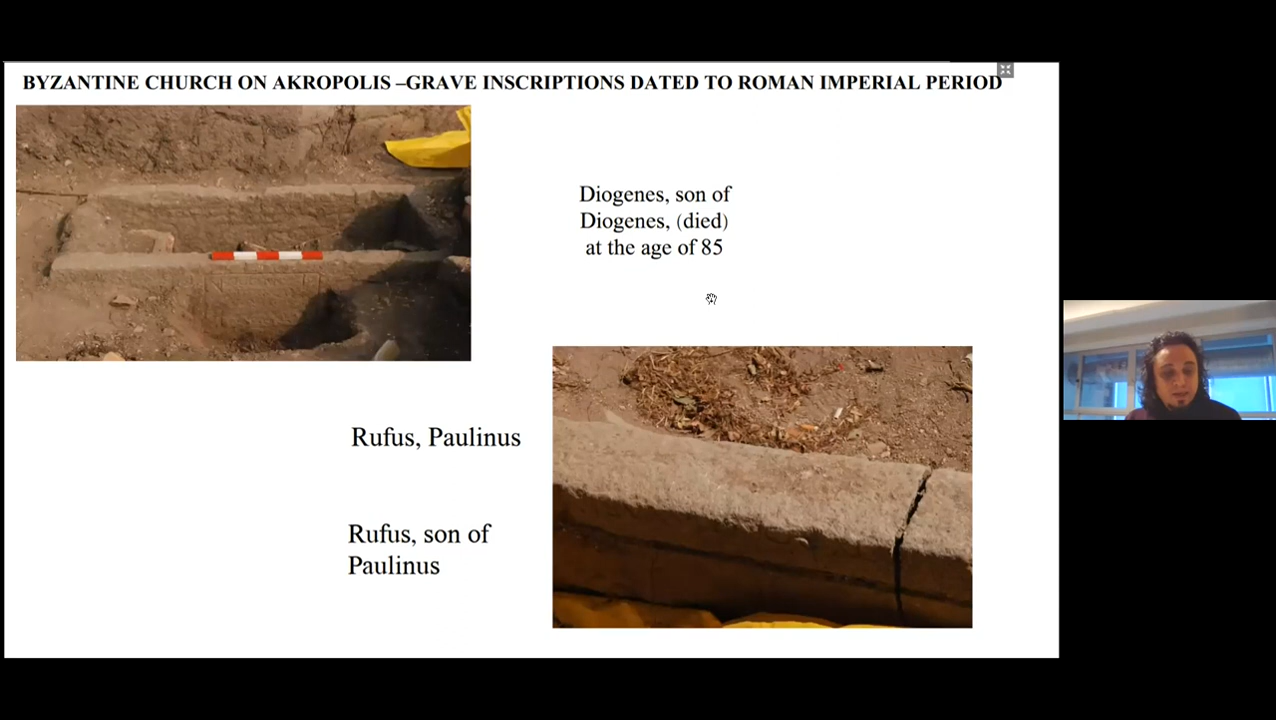 BYZANTINE CHURCH ON AKROPOLIS –GRAVE INSCRIPTIONS DATED TO ROMAN IMPERIAL PERIOD
Diogenes, son of
Diogenes, (died)
at the age of 85
Rufus, Paulinus
Rufus, son of
Paulinus